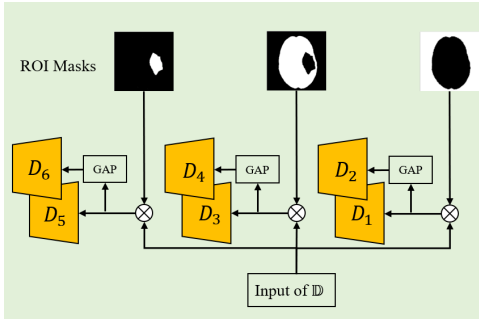 ROI Masks
GAP
GAP
GAP
D6
D4
D2
D5
D3
D1
Input of 𝔻